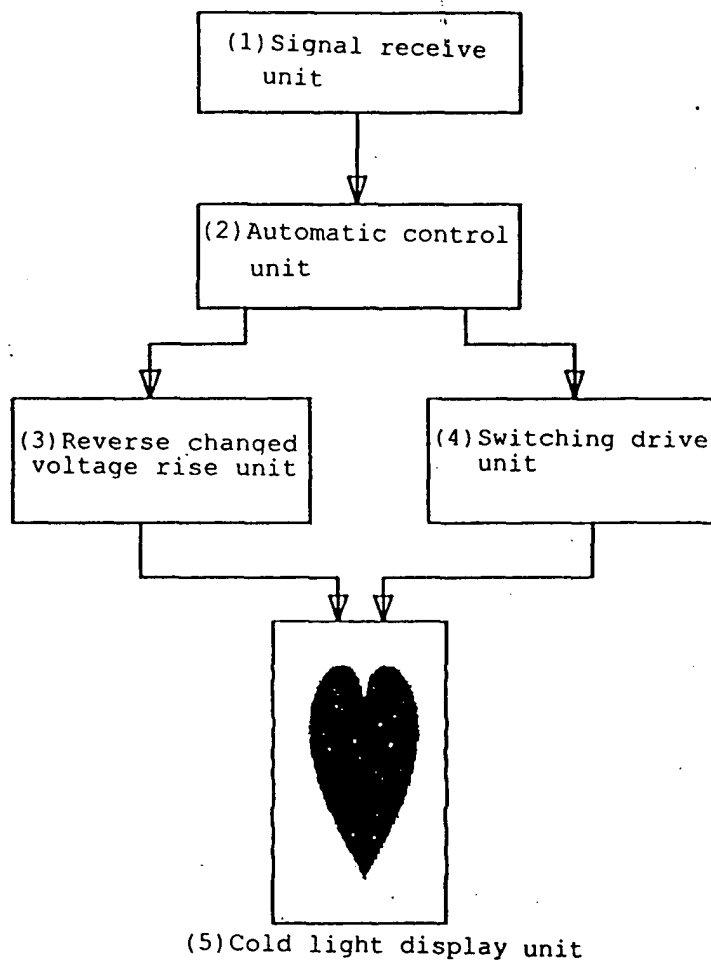 (1)Signal receive
unit
(2)Automatic control
unit
(3)Reverse changed
voltage rise unit
(4)Switching drive
unit
(5)Cold light display unit